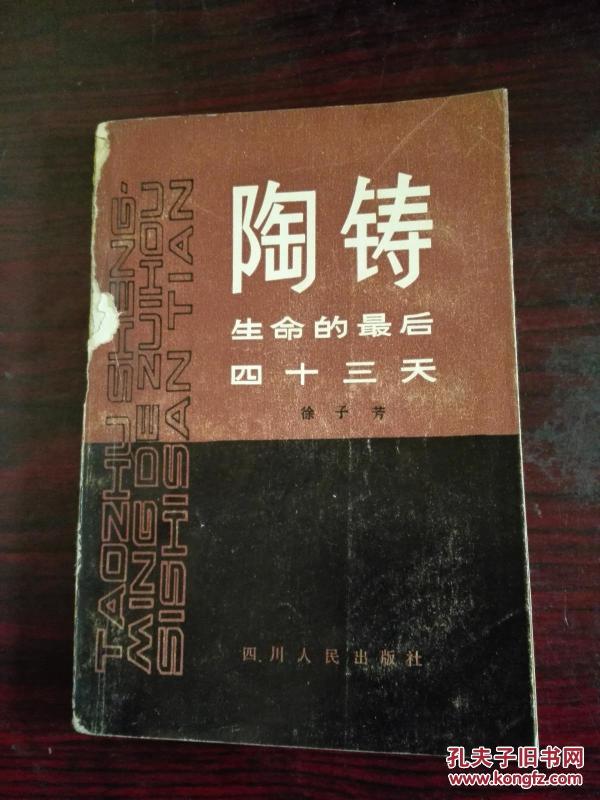 陶铸
生命的最后
四十三天
徐子芳
TAOZHU SHENG-
MING DE ZUIHOU
SISHISAN TIAN
四川人民出版社
孔夫子旧书网
www.kongfz.com